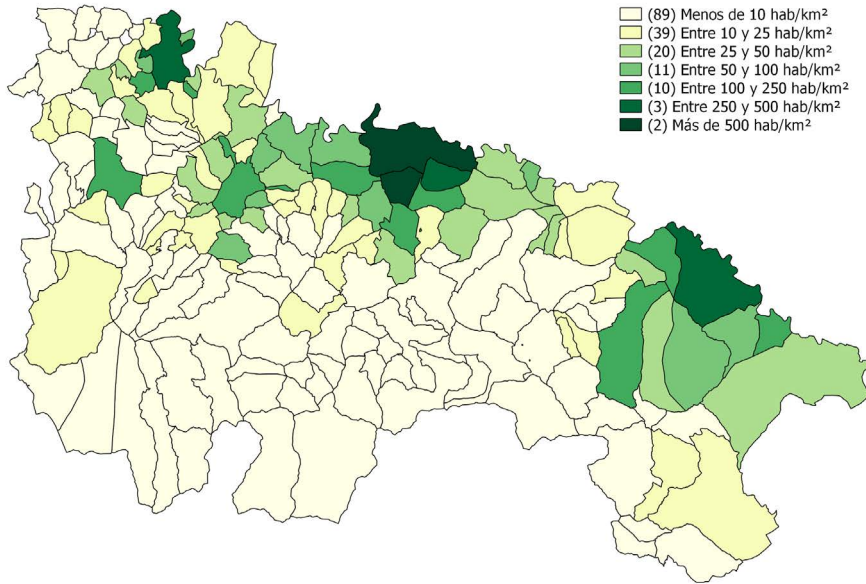 (89) Menos de 10 hab/km²
(39) Entre 10 y 25 hab/km²
(20) Entre 25 y 50 hab/km²
(11) Entre 50 y 100 hab/km²
(10) Entre 100 y 250 hab/km²
(3) Entre 250 y 500 hab/km²
(2) Más de 500 hab/km²